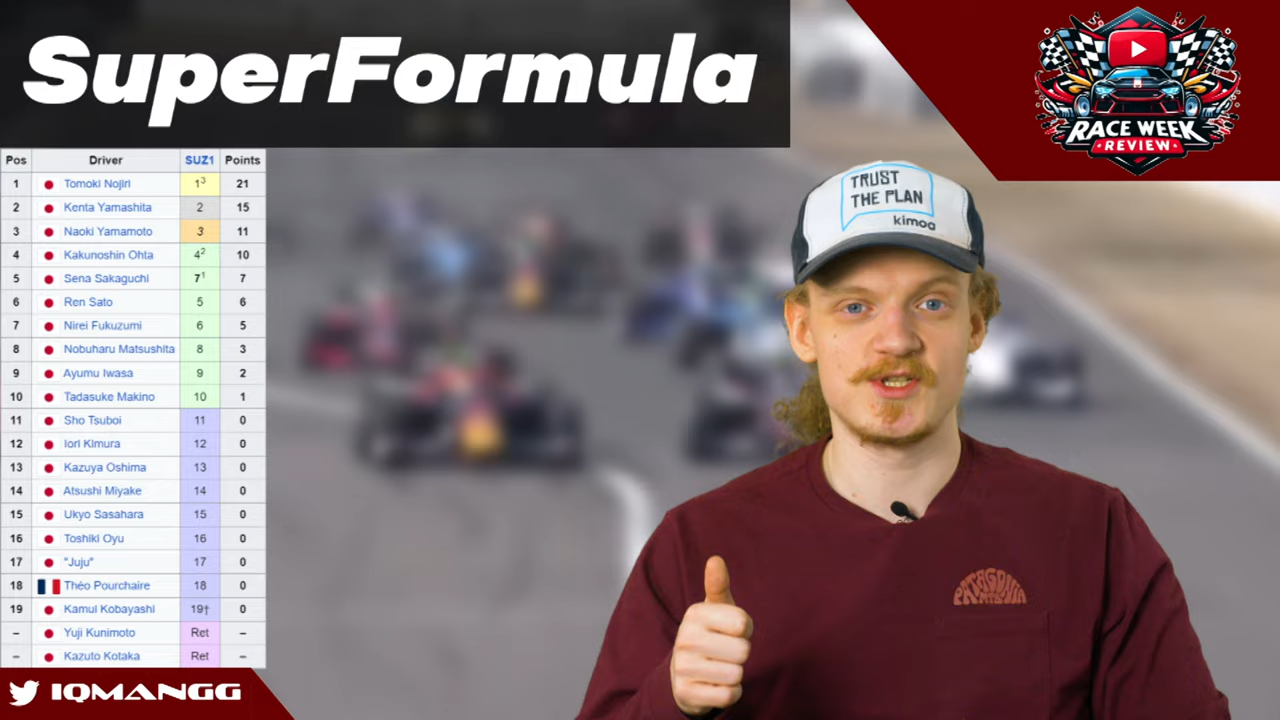 SuperFormula
RACE WEEK
REVIEW
Pos Driver SUZ1 Points
1 Tomoki Nojiri 1³ 21
2 Kenta Yamashita 2 15
3 Naoki Yamamoto 3 11
4 Kakunoshin Ohta 4² 10
5 Sena Sakaguchi 7¹ 7
6 Ren Sato 5 6
7 Nirei Fukuzumi 6 5
8 Nobuharu Matsushita 8 3
9 Ayumu Iwasa 9 2
10 Tadasuke Makino 10 1
11 Sho Tsuboi 11 0
12 Iori Kimura 12 0
13 Kazuya Oshima 13 0
14 Atsushi Miyake 14 0
15 Ukyo Sasahara 15 0
16 Toshiki Oyu 16 0
17 "Juju" 17 0
18 Théo Pourchaire 18 0
19 Kamui Kobayashi 19† 0
– Yuji Kunimoto Ret –
– Kazuto Kotaka Ret –
TRUST
THE PLAN
kimoa
PATAGONIA
IQMANGG